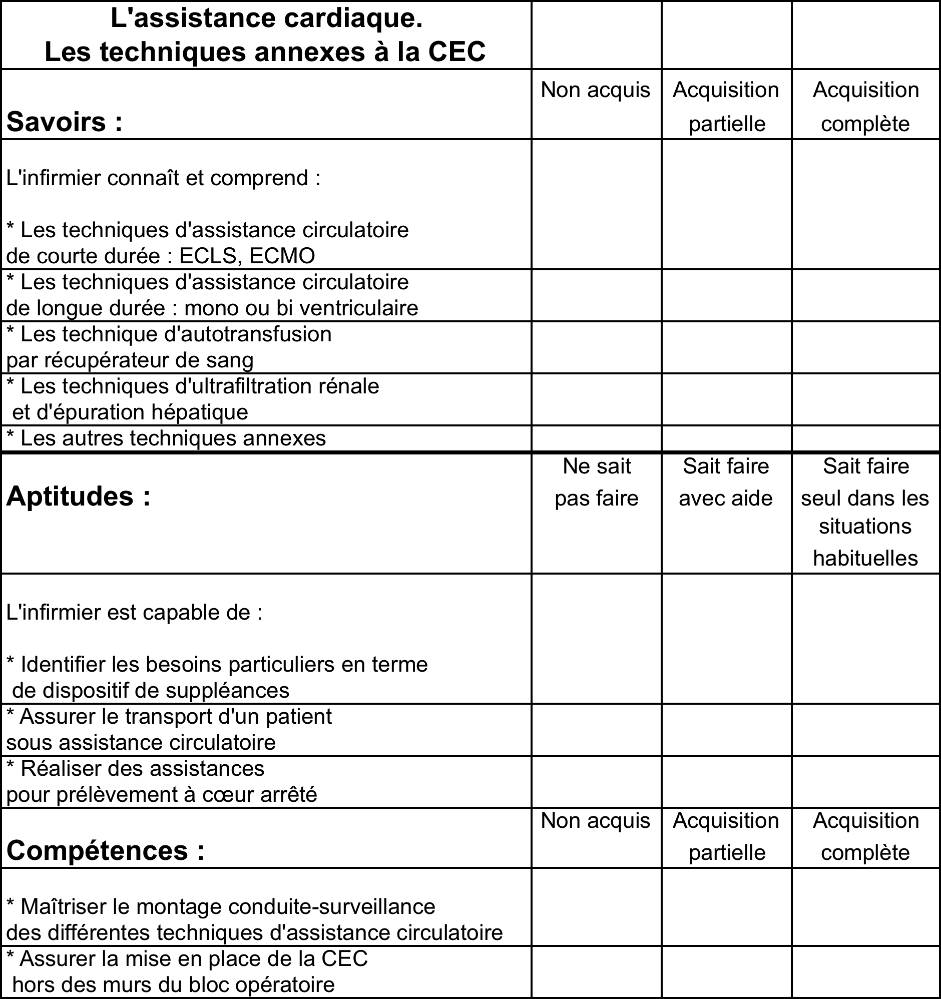 L'assistance cardiaque.
Les techniques annexes à la CEC
Non acquis
Acquisition
partielle
Acquisition
complète
Savoirs :
L'infirmier connaît et comprend :
* Les techniques d'assistance circulatoire
de courte durée : ECLS, ECMO
* Les techniques d'assistance circulatoire
de longue durée : mono ou bi ventriculaire
* Les technique d'autotransfusion
par récupérateur de sang
* Les techniques d'ultrafiltration rénale
et d'épuration hépatique
* Les autres techniques annexes
Aptitudes :
Ne sait
pas faire
Sait faire
avec aide
Sait faire
seul dans les
situations
habituelles
L'infirmier est capable de :
* Identifier les besoins particuliers en terme
de dispositif de suppléances
* Assurer le transport d'un patient
sous assistance circulatoire
* Réaliser des assistances
pour prélèvement à cœur arrêté
Compétences :
Non acquis
Acquisition
partielle
Acquisition
complète
* Maîtriser le montage conduite-surveillance
des différentes techniques d'assistance circulatoire
* Assurer la mise en place de la CEC
hors des murs du bloc opératoire